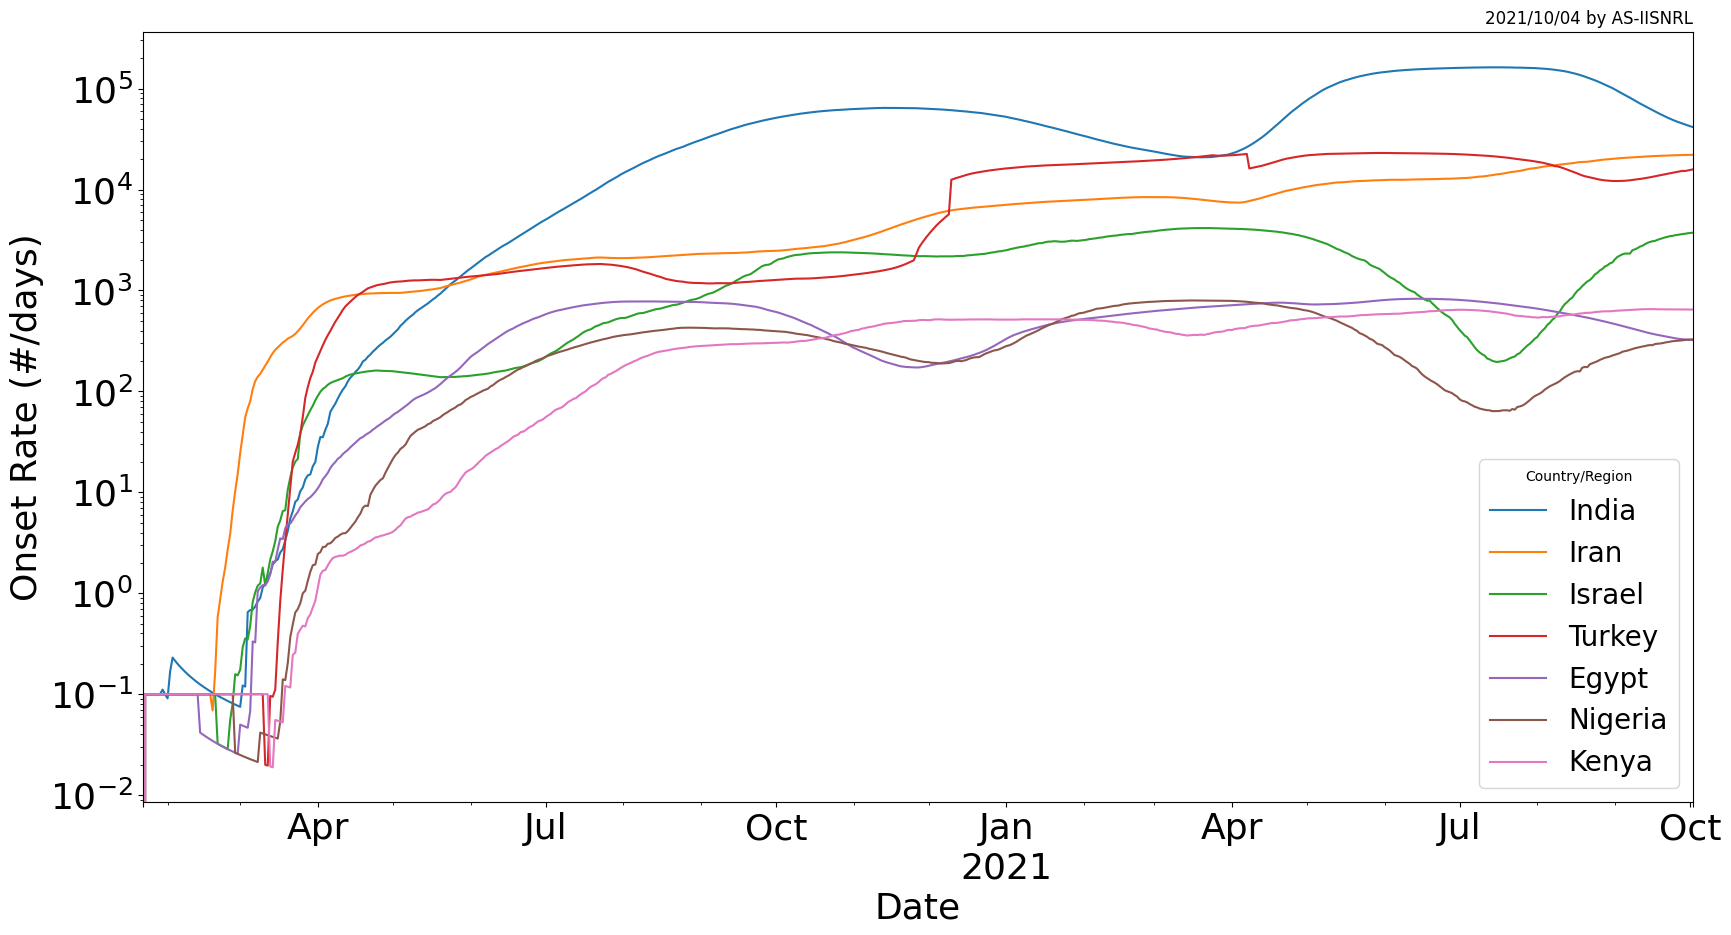 2021/10/04 by AS-IISNRL
Onset Rate (#/days)
10^5
10^4
10^3
10^2
10^1
10^0
10^-1
10^-2
Country/Region
India
Iran
Israel
Turkey
Egypt
Nigeria
Kenya
Apr Jul Oct Jan Apr Jul Oct
2021
Date